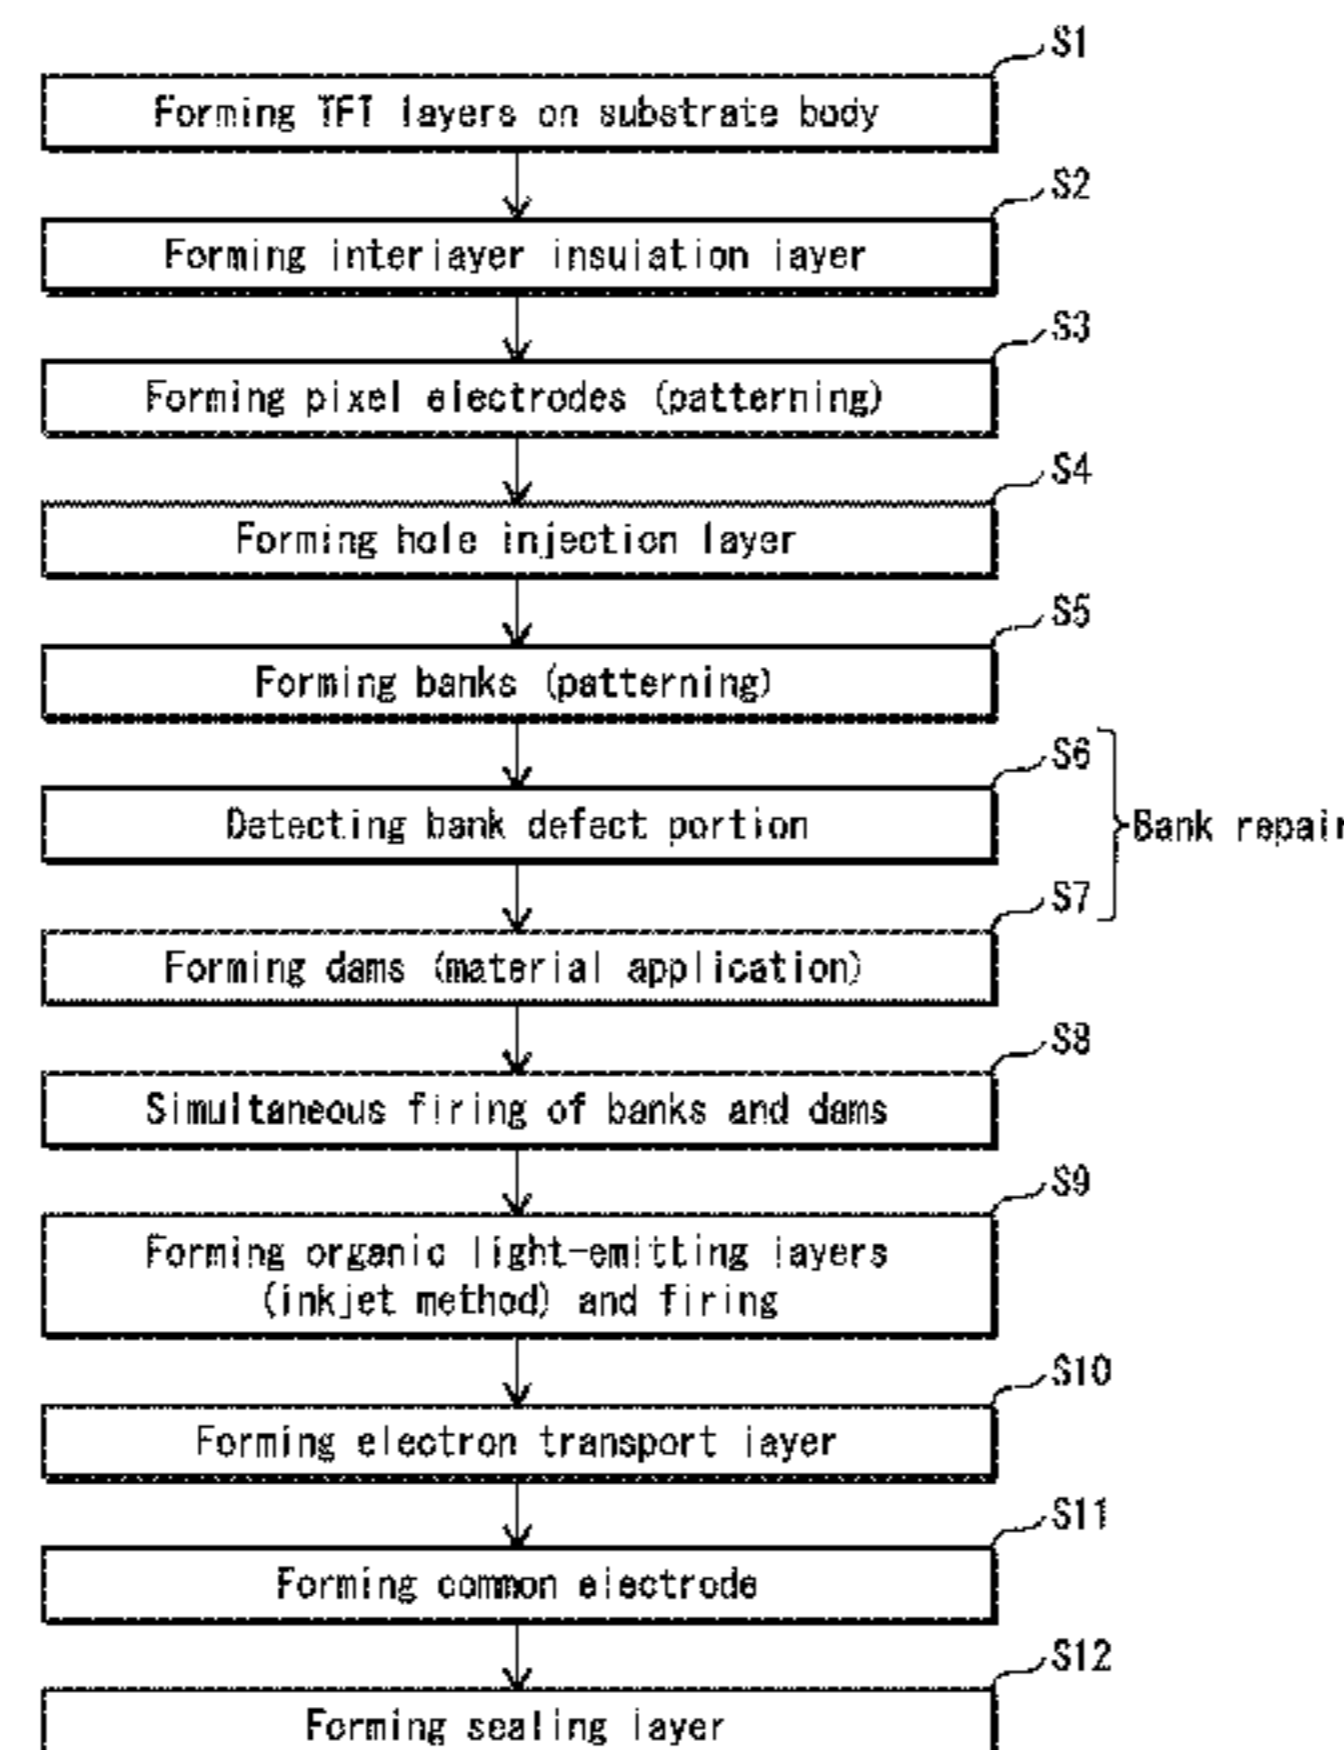 S1
Forming TFT layers on substrate body
S2
Forming interlayer insulation layer
S3
Forming pixel electrodes (patterning)
S4
Forming hole injection layer
S5
Forming banks (patterning)
S6
Detecting bank defect portion
Bank repair
S7
Forming dams (material application)
S8
Simultaneous firing of banks and dams
S9
Forming organic light-emitting layers
(inkjet method) and firing
S10
Forming electron transport layer
S11
Forming common electrode
S12
Forming sealing layer